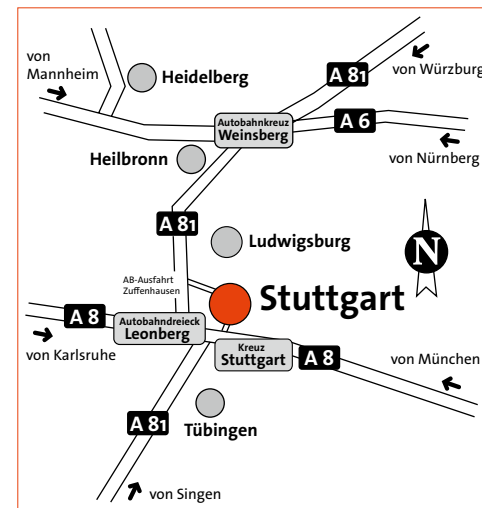 von
Mannheim
Heidelberg
A 81
von Würzburg
Autobahnkreuz
Weinsberg
A 6
von Nürnberg
Heilbronn
A 81
Ludwigsburg
N
AB-Ausfahrt
Zuffenhausen
Stuttgart
A 8
Autobahndreieck
Leonberg
von Karlsruhe
Kreuz
Stuttgart
A 8
von München
A 81
Tübingen
von Singen